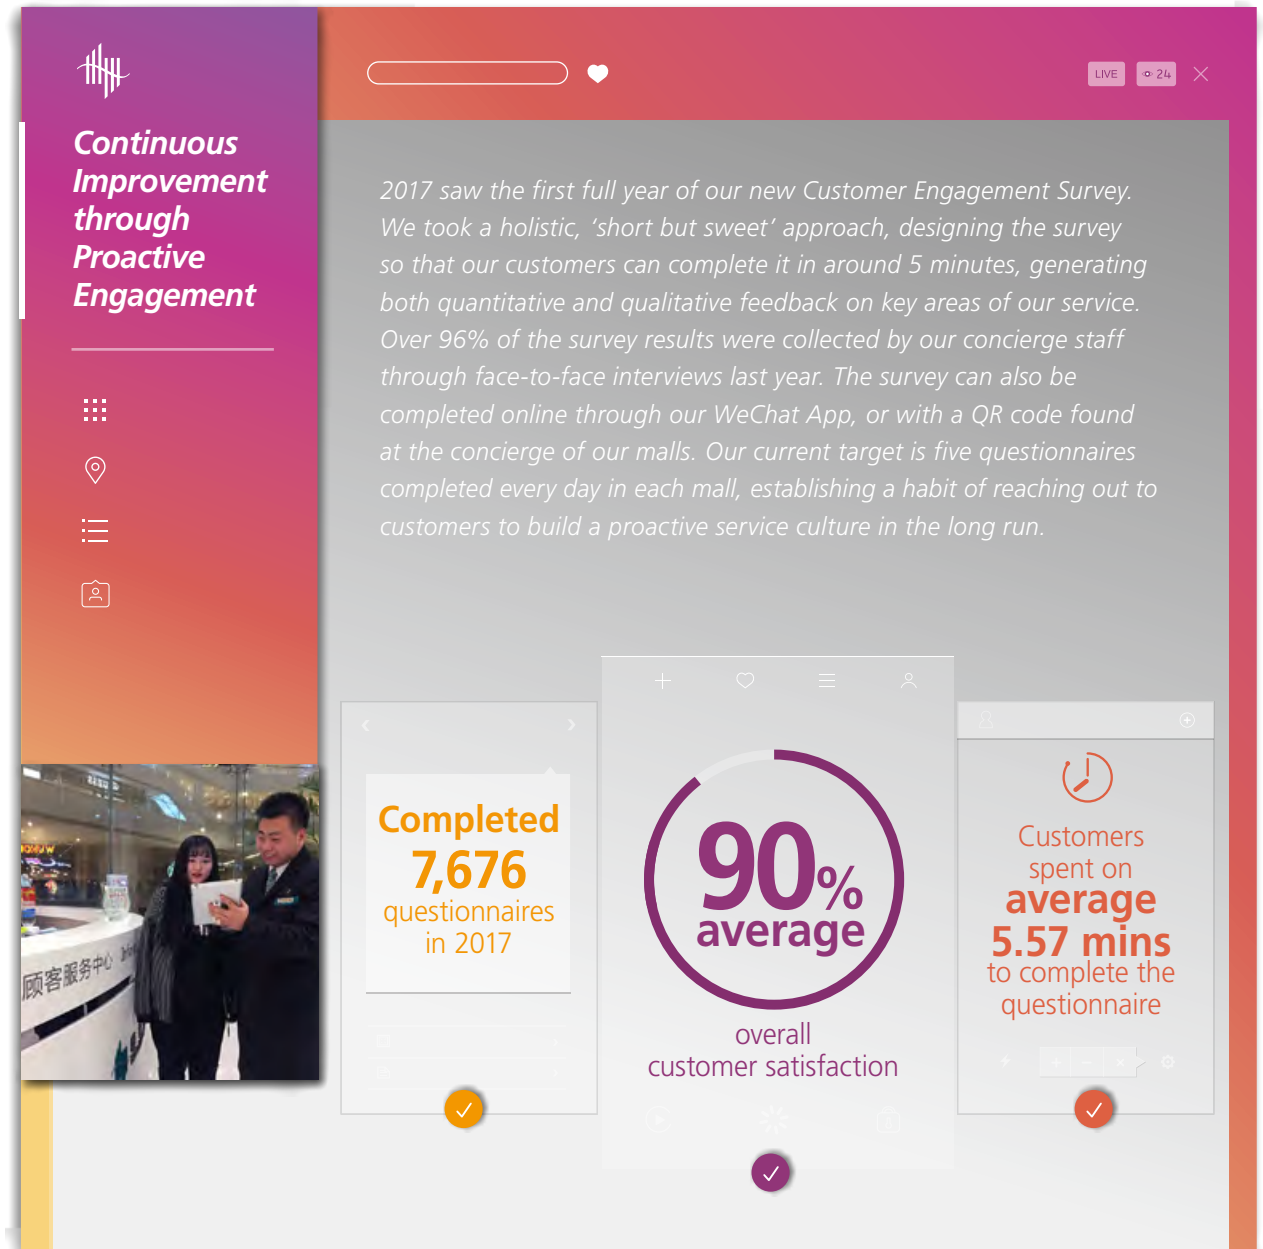 Continuous
Improvement
through
Proactive
Engagement
LIVE
24
2017 saw the first full year of our new Customer Engagement Survey.
We took a holistic, ‘short but sweet’ approach, designing the survey
so that our customers can complete it in around 5 minutes, generating
both quantitative and qualitative feedback on key areas of our service.
Over 96% of the survey results were collected by our concierge staff
through face-to-face interviews last year. The survey can also be
completed online through our WeChat App, or with a QR code found
at the concierge of our malls. Our current target is five questionnaires
completed every day in each mall, establishing a habit of reaching out to
customers to build a proactive service culture in the long run.
Completed
7,676
questionnaires
in 2017
90%
average
overall
customer satisfaction
Customers
spent on
average
5.57 mins
to complete the
questionnaire
顾客服务中心